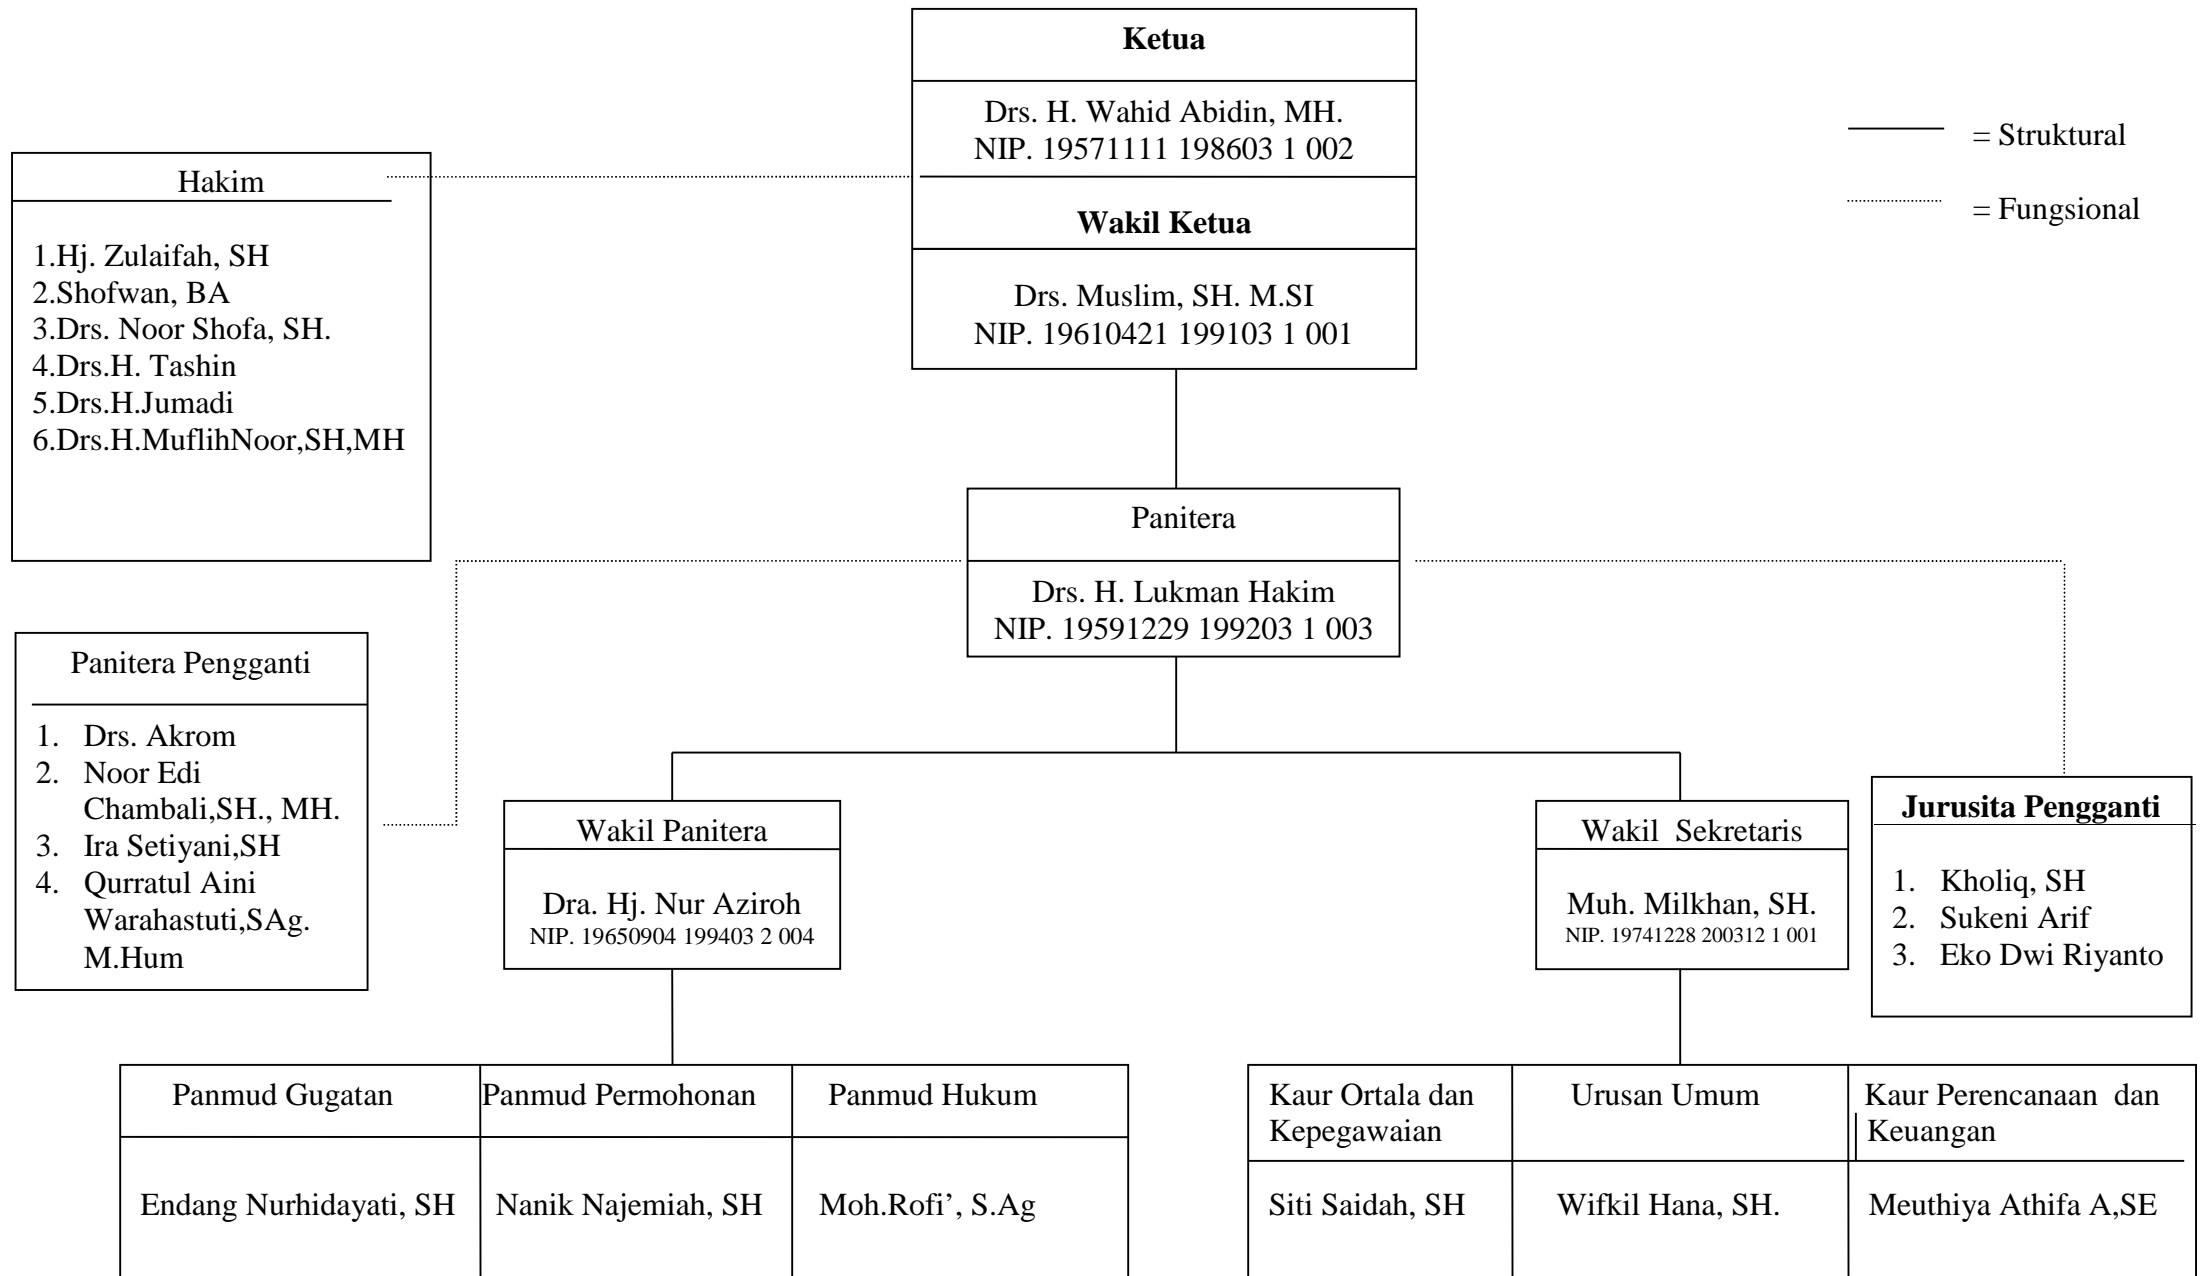 Ketua
Drs. H. Wahid Abidin, MH.
NIP. 19571111 198603 1 002
Wakil Ketua
Drs. Muslim, SH. M.SI
NIP. 19610421 199103 1 001
= Struktural
= Fungsional
Hakim
1.Hj. Zulaifah, SH
2.Shofwan, BA
3.Drs. Noor Shofa, SH.
4.Drs.H. Tashin
5.Drs.H.Jumadi
6.Drs.H.MuflihNoor,SH,MH
Panitera
Drs. H. Lukman Hakim
NIP. 19591229 199203 1 003
Panitera Pengganti
1. Drs. Akrom
2. Noor Edi
Chambali,SH., MH.
3. Ira Setiyani,SH
4. Qurratul Aini
Warahastuti,SAg.
M.Hum
Wakil Panitera
Dra. Hj. Nur Aziroh
NIP. 19650904 199403 2 004
Wakil Sekretaris
Muh. Milkhan, SH.
NIP. 19741228 200312 1 001
Jurusita Pengganti
1. Kholiq, SH
2. Sukeni Arif
3. Eko Dwi Riyanto
Panmud Gugatan
Endang Nurhidayati, SH
Panmud Permohonan
Nanik Najemiah, SH
Panmud Hukum
Moh.Rofi’, S.Ag
Kaur Ortala dan
Kepegawaian
Siti Saidah, SH
Urusan Umum
Wifkil Hana, SH.
Kaur Perencanaan dan
Keuangan
Meuthiya Athifa A,SE